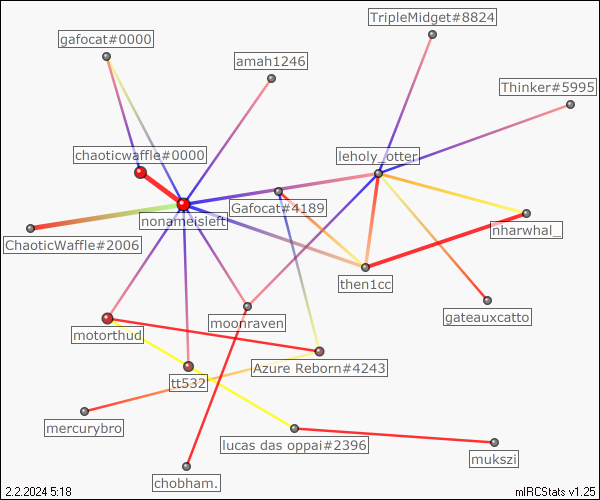 TripleMidget#8824
gafocat#0000
amah1246
Thinker#5995
chaoticwaffle#0000
leholy_otter
Gafocat#4189
nonameisleft
nharwhal_
ChaoticWaffle#2006
then1cc
moonraven
gateauxcatto
motorthud
Azure Reborn#4243
tt532
mercurybro
lucas das oppai#2396
mukszi
chobham.
2.2.2024 5:18
mIRCStats v1.25